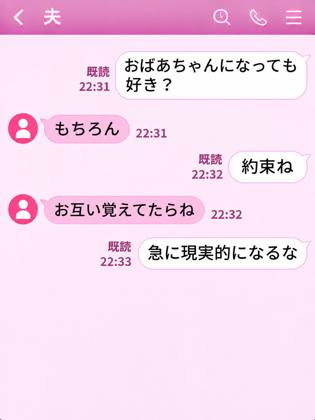 夫
おばあちゃんになっても
好き？
既読
22:31
もちろん
22:31
約束ね
既読
22:32
お互い覚えてたらね
22:32
急に現実的になるな
既読
22:33